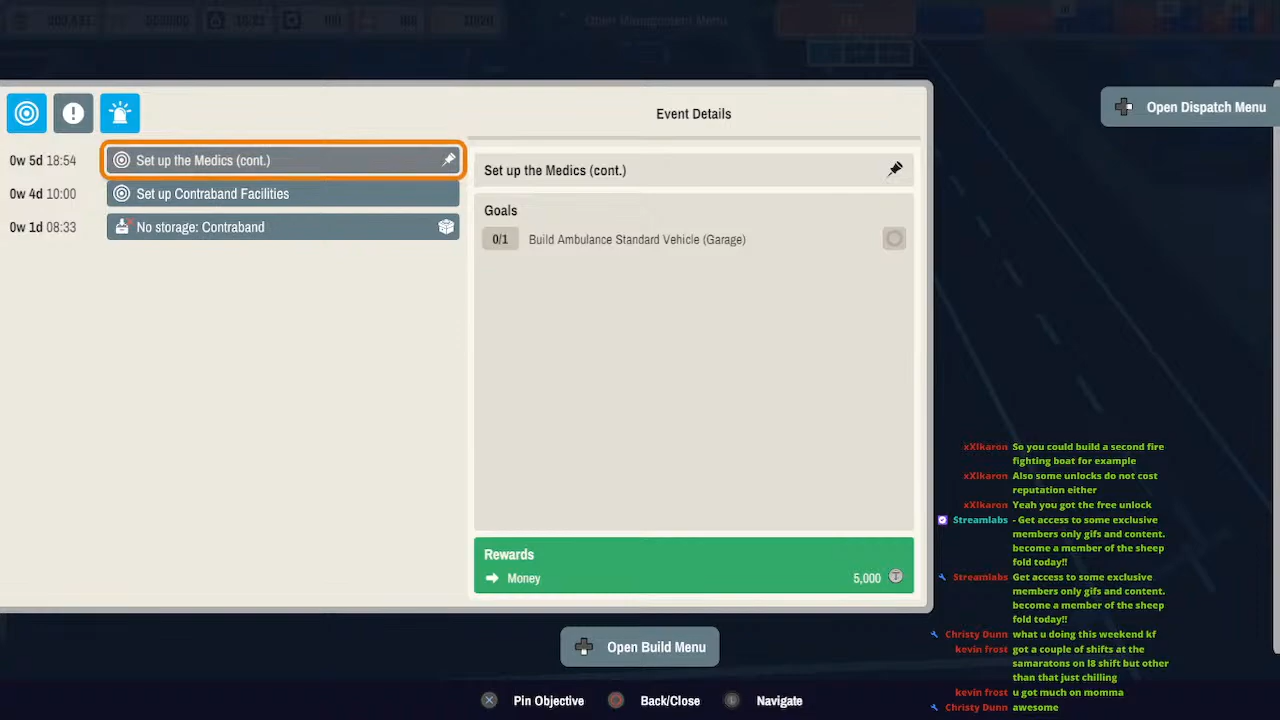 Open Management Menu
Event Details
Open Dispatch Menu
0w 5d 18:54
Set up the Medics (cont.)
0w 4d 10:00
Set up Contraband Facilities
0w 1d 08:33
No storage: Contraband
Set up the Medics (cont.)
Goals
0/1
Build Ambulance Standard Vehicle (Garage)
Rewards
Money
5,000
xXIkaron So you could build a second fire
fighting boat for example
xXIkaron Also some unlocks do not cost
reputation either
xXIkaron Yeah you got the free unlock
Streamlabs - Get access to some exclusive
members only gifs and content.
become a member of the sheep
fold today!!
Streamlabs Get access to some exclusive
members only gifs and content.
become a member of the sheep
fold today!!
Christy Dunn what u doing this weekend kf
kevin frost got a couple of shifts at the
samaratons on l8 shift but other
than that just chilling
kevin frost u got much on momma
Christy Dunn awesome
Open Build Menu
Pin Objective
Back/Close
Navigate